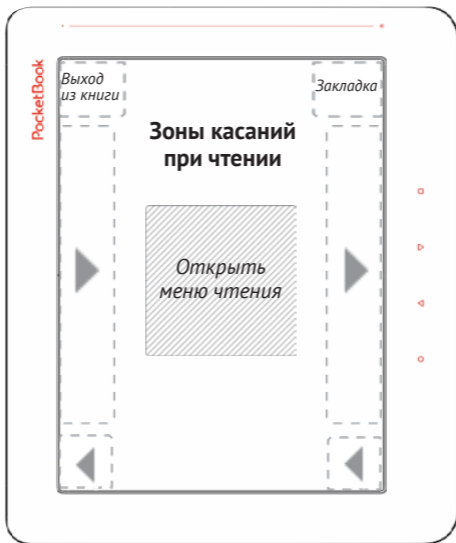 PocketBook
Выход
из книги
Закладка
Зоны касаний
при чтении
Открыть
меню чтения